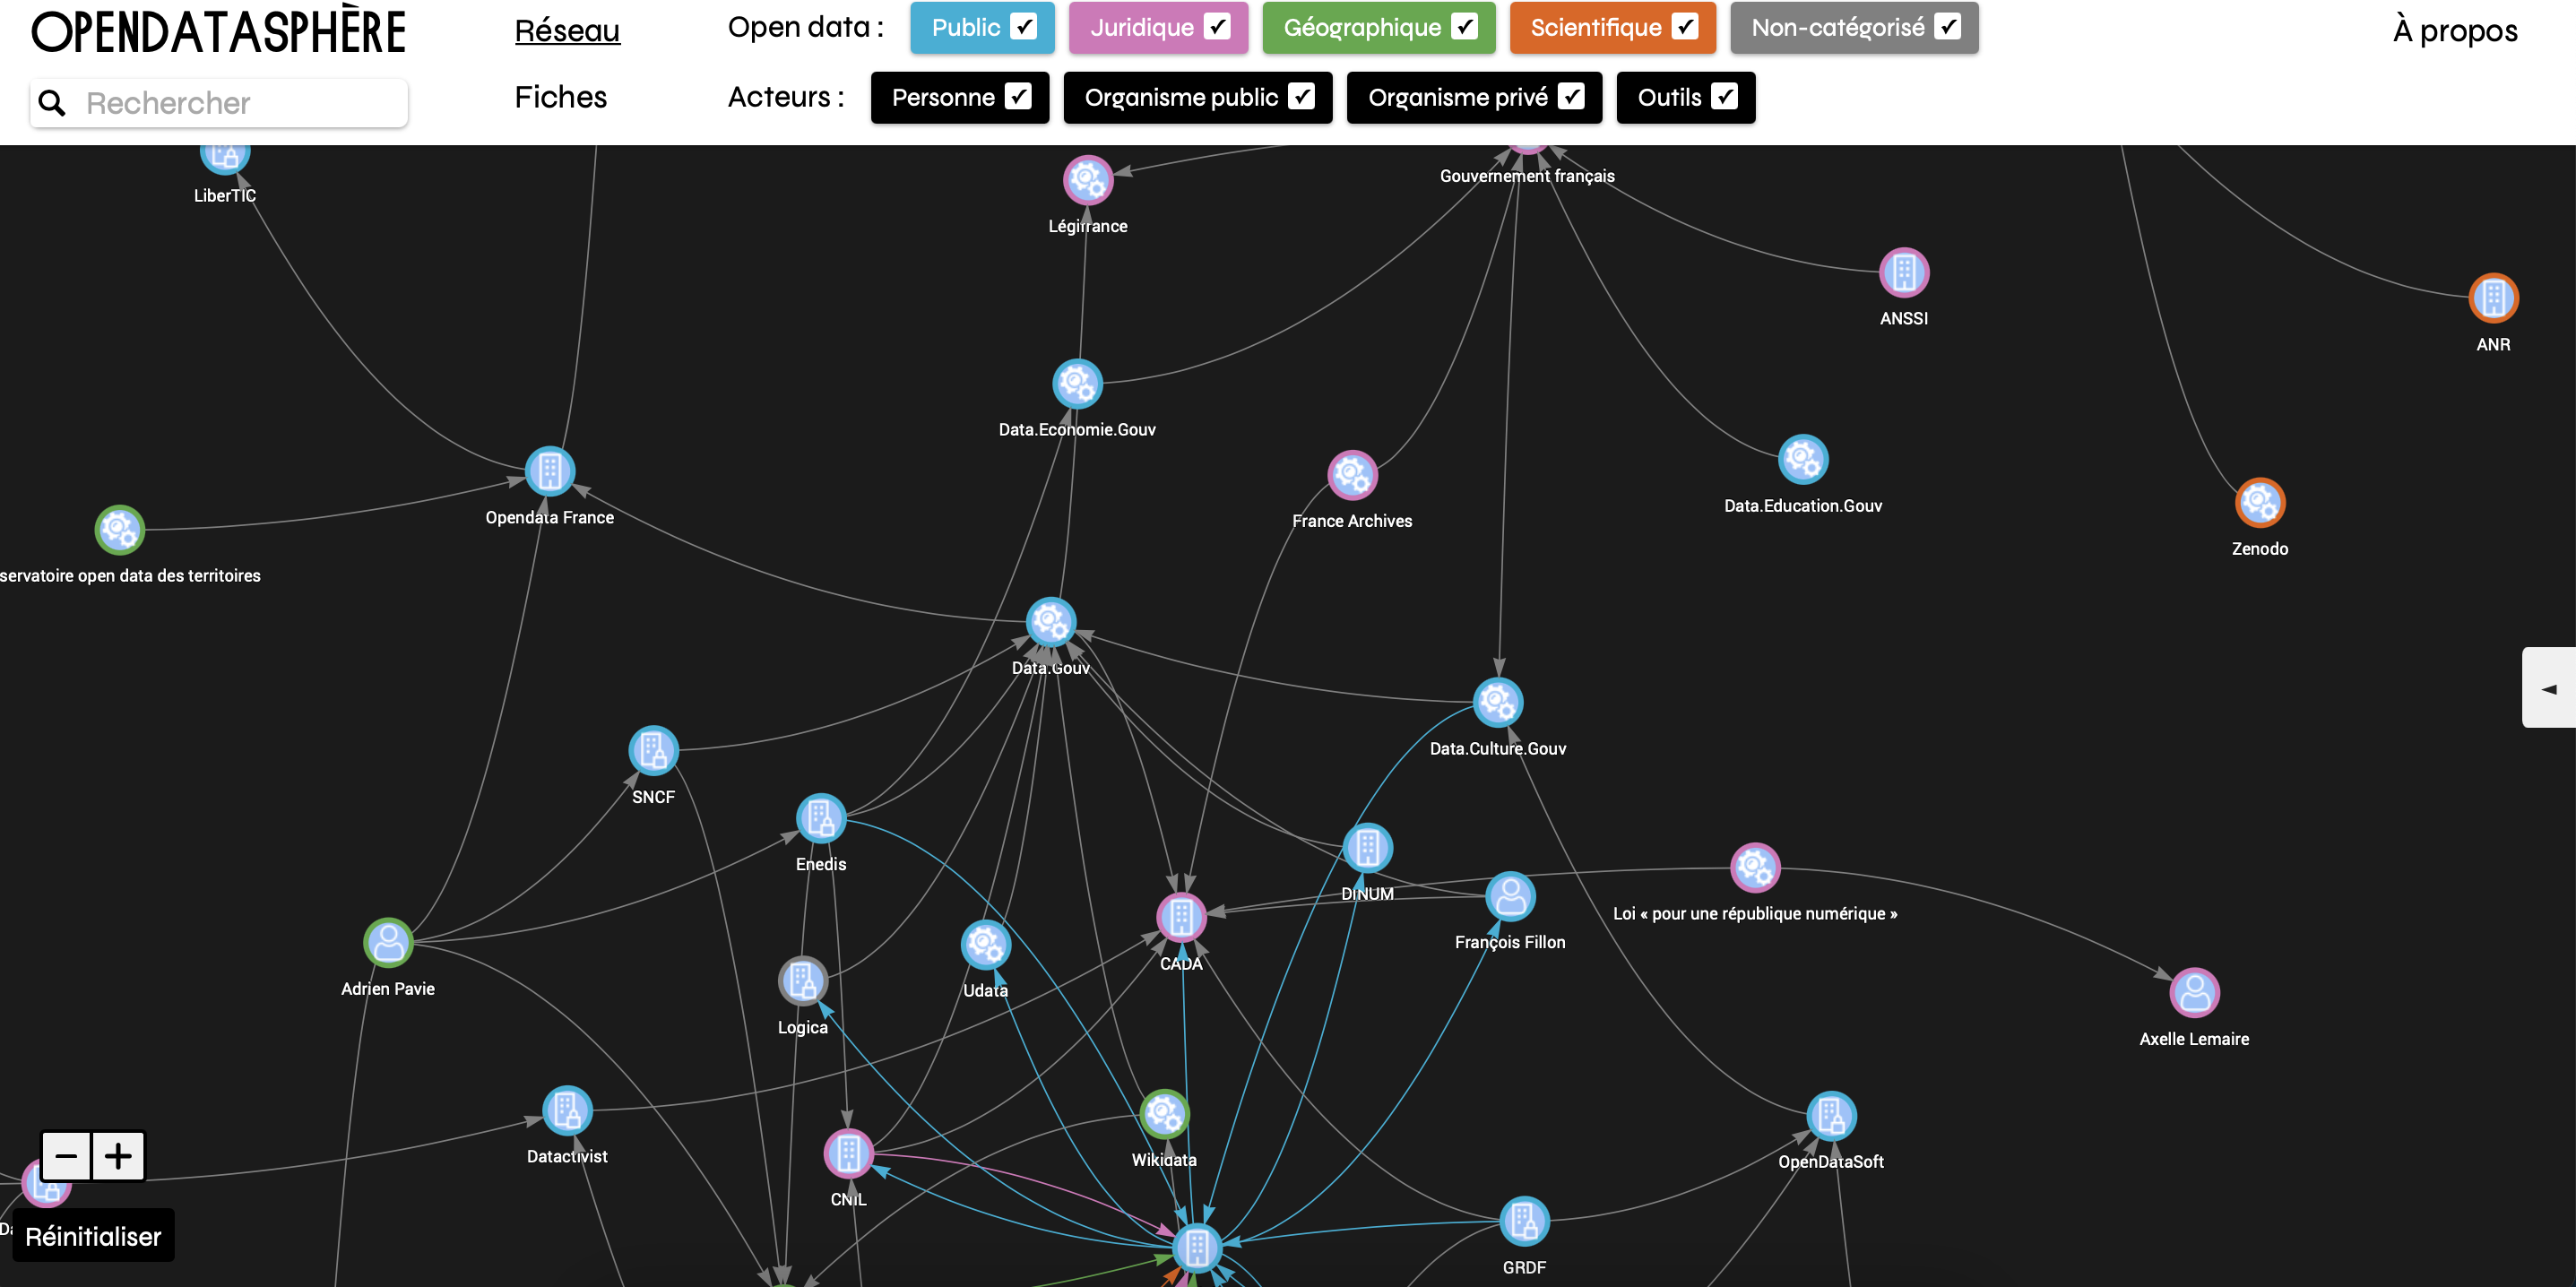 OPENDATASPHÈRE
Rechercher
Réseau
Fiches
Open data :
Public
Juridique
Géographique
Scientifique
Non-catégorisé
Acteurs :
Personne
Organisme public
Organisme privé
Outils
À propos
LiberTIC
Légifrance
Gouvernement français
ANSSI
ANR
Data.Economie.Gouv
Opendata France
France Archives
Data.Education.Gouv
Zenodo
servatoire open data des territoires
Data.Gouv
Data.Culture.Gouv
SNCF
Enedis
DINUM
Loi « pour une république numérique »
François Fillon
CADA
Adrien Pavie
Udata
Logica
Axelle Lemaire
Datactivist
Wikidata
OpenDataSoft
CNIL
Da
GRDF
− +
Réinitialiser